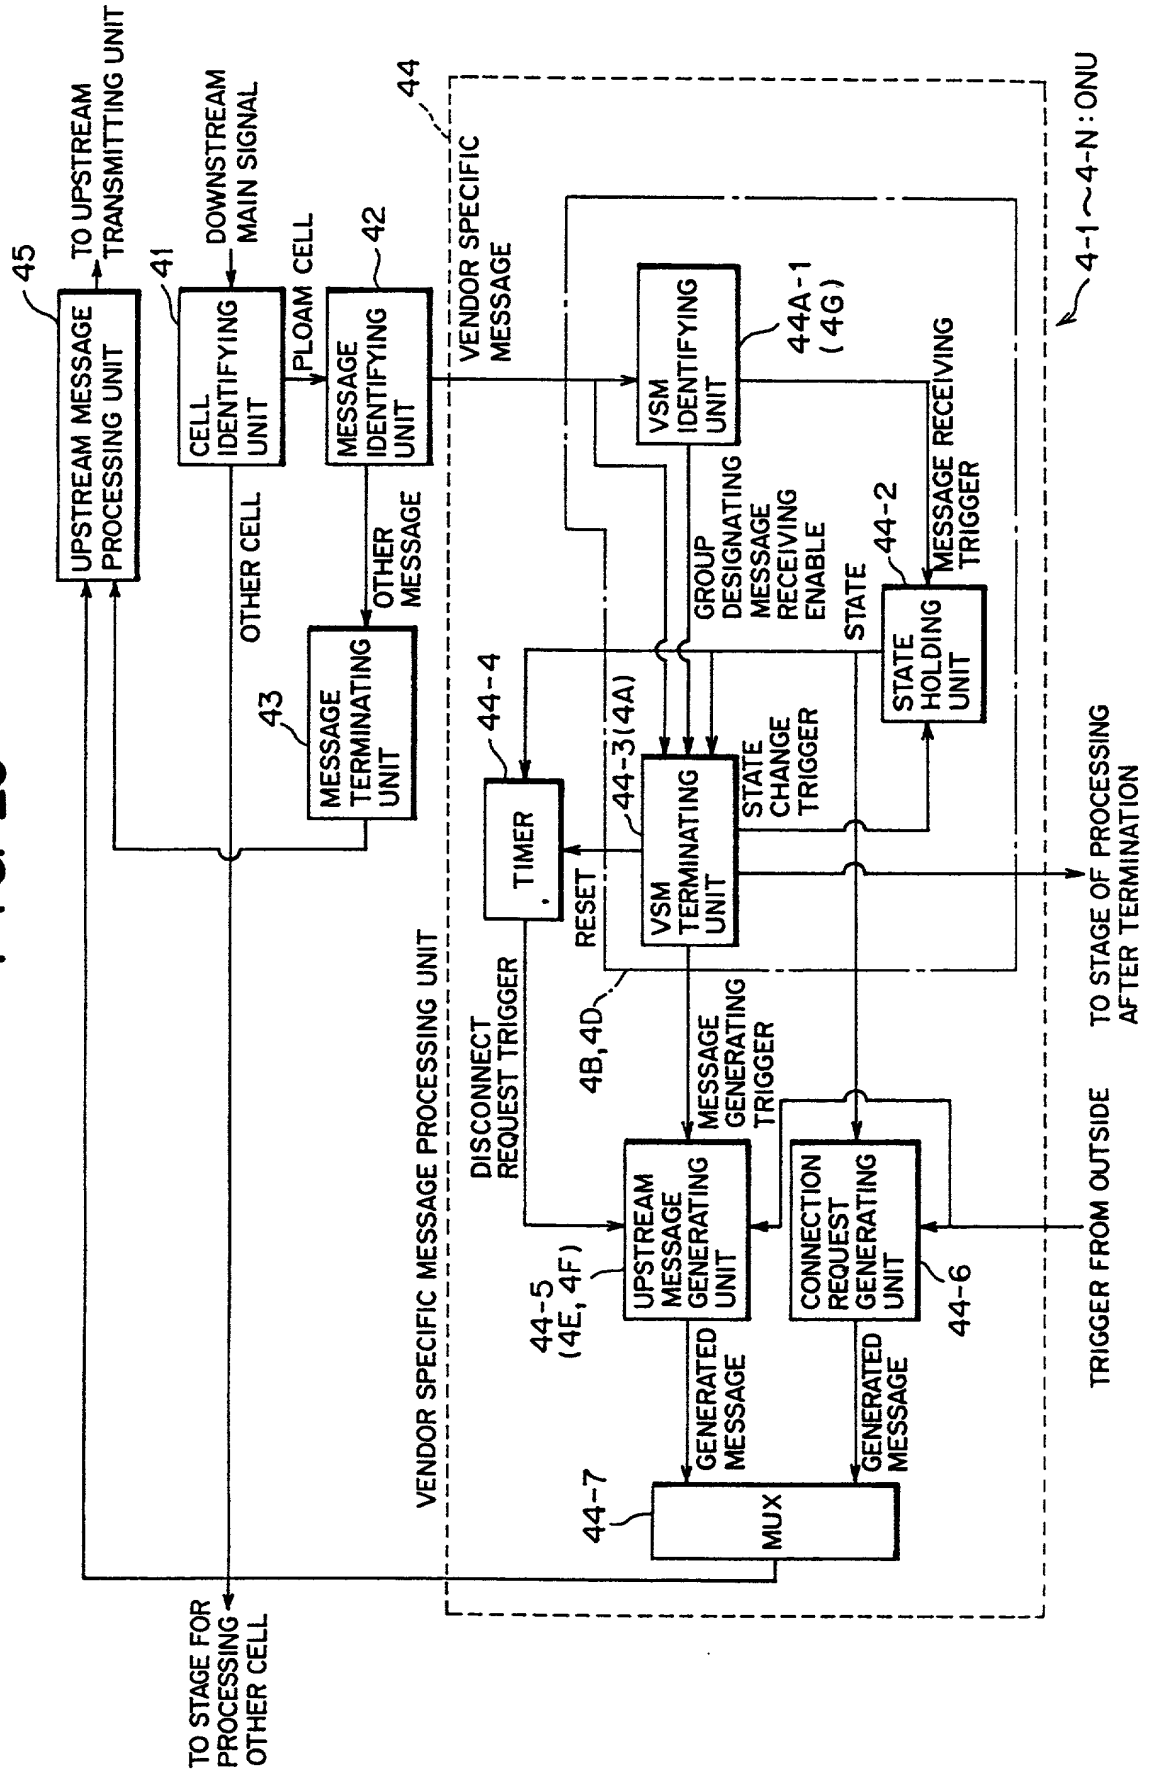 TO UPSTREAM
TRANSMITTING UNIT
45
UPSTREAM MESSAGE
PROCESSING UNIT
DOWNSTREAM
MAIN SIGNAL
41
CELL
IDENTIFYING
UNIT
OTHER CELL
TO STAGE FOR
PROCESSING
OTHER CELL
PLOAM CELL
42
MESSAGE
IDENTIFYING
UNIT
OTHER
MESSAGE
43
MESSAGE
TERMINATING
UNIT
VENDOR SPECIFIC
MESSAGE
44
VENDOR SPECIFIC MESSAGE PROCESSING UNIT
VSM
IDENTIFYING
UNIT
44A-1
(4G)
MESSAGE RECEIVING
TRIGGER
GROUP
DESIGNATING
MESSAGE
RECEIVING
ENABLE
STATE
44-2
STATE
HOLDING
UNIT
44-4
TIMER
RESET
44-3(4A)
VSM
TERMINATING
UNIT
STATE
CHANGE
TRIGGER
4B,4D
DISCONNECT
REQUEST TRIGGER
MESSAGE
GENERATING
TRIGGER
UPSTREAM
MESSAGE
GENERATING
UNIT
44-5
(4E, 4F)
CONNECTION
REQUEST
GENERATING
UNIT
44-6
GENERATED
MESSAGE
GENERATED
MESSAGE
44-7
MUX
TRIGGER FROM OUTSIDE
TO STAGE OF PROCESSING
AFTER TERMINATION
4-1~4-N:ONU